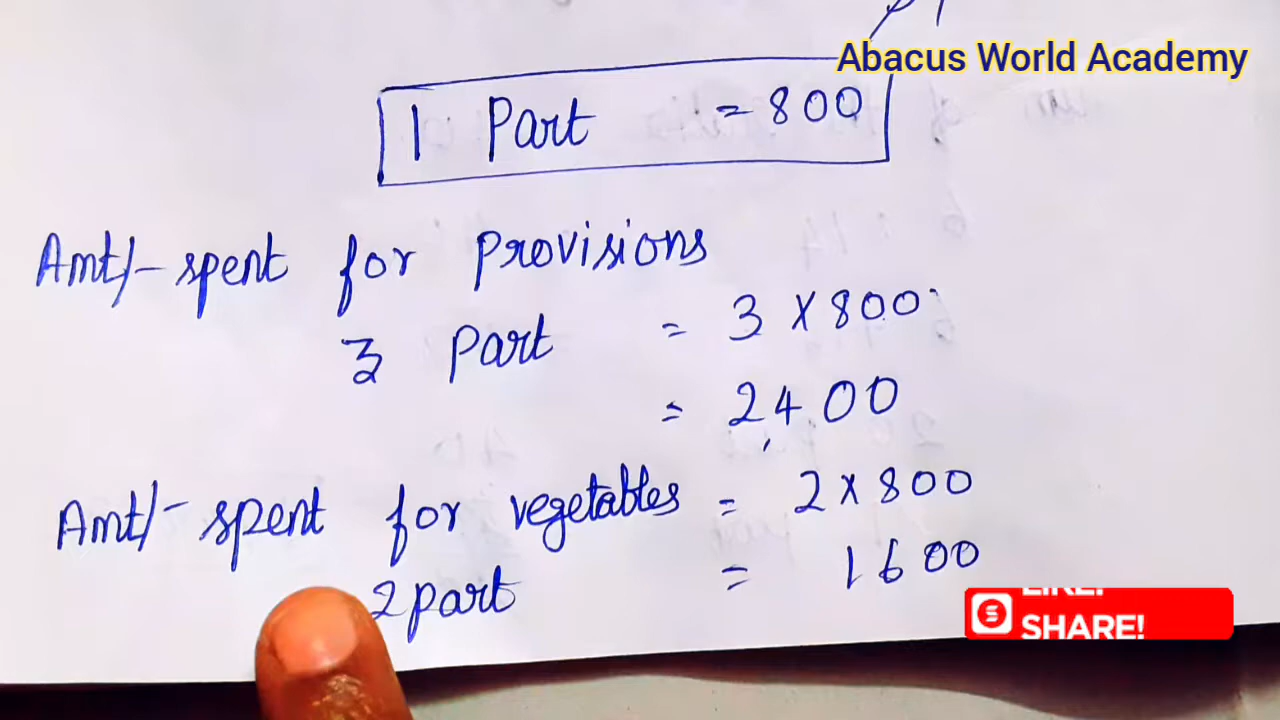 Abacus World Academy
1 Part = 800
Amt/- spent for Provisions
3 Part = 3 x 800
= 2400
Amt/- spent for vegetables = 2 x 800
2 part = 1600
LIKE!
SHARE!